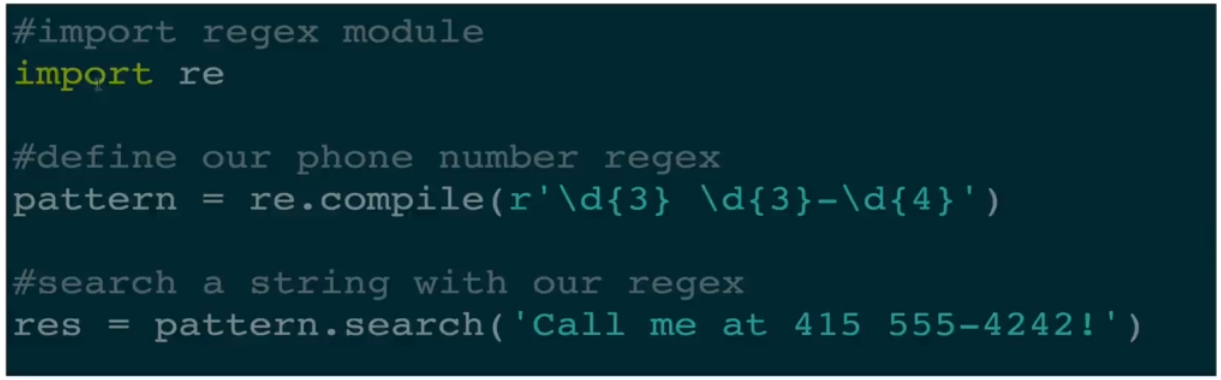 #import regex module
import re
#define our phone number regex
pattern = re.compile(r'\d{3} \d{3}-\d{4}')
#search a string with our regex
res = pattern.search('Call me at 415 555-4242!')